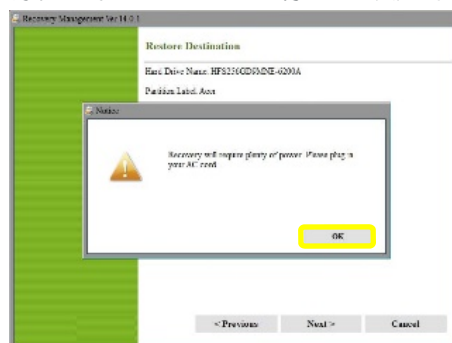 Recovery Management Ver 14.0.1
Restore Destination
Hard Drive Name: HFS256GD9MNE-6200A
Partition Label: Acer
Notice
Recovery will require plenty of power. Please plug in
your AC cord.
OK
< Previous
Next >
Cancel